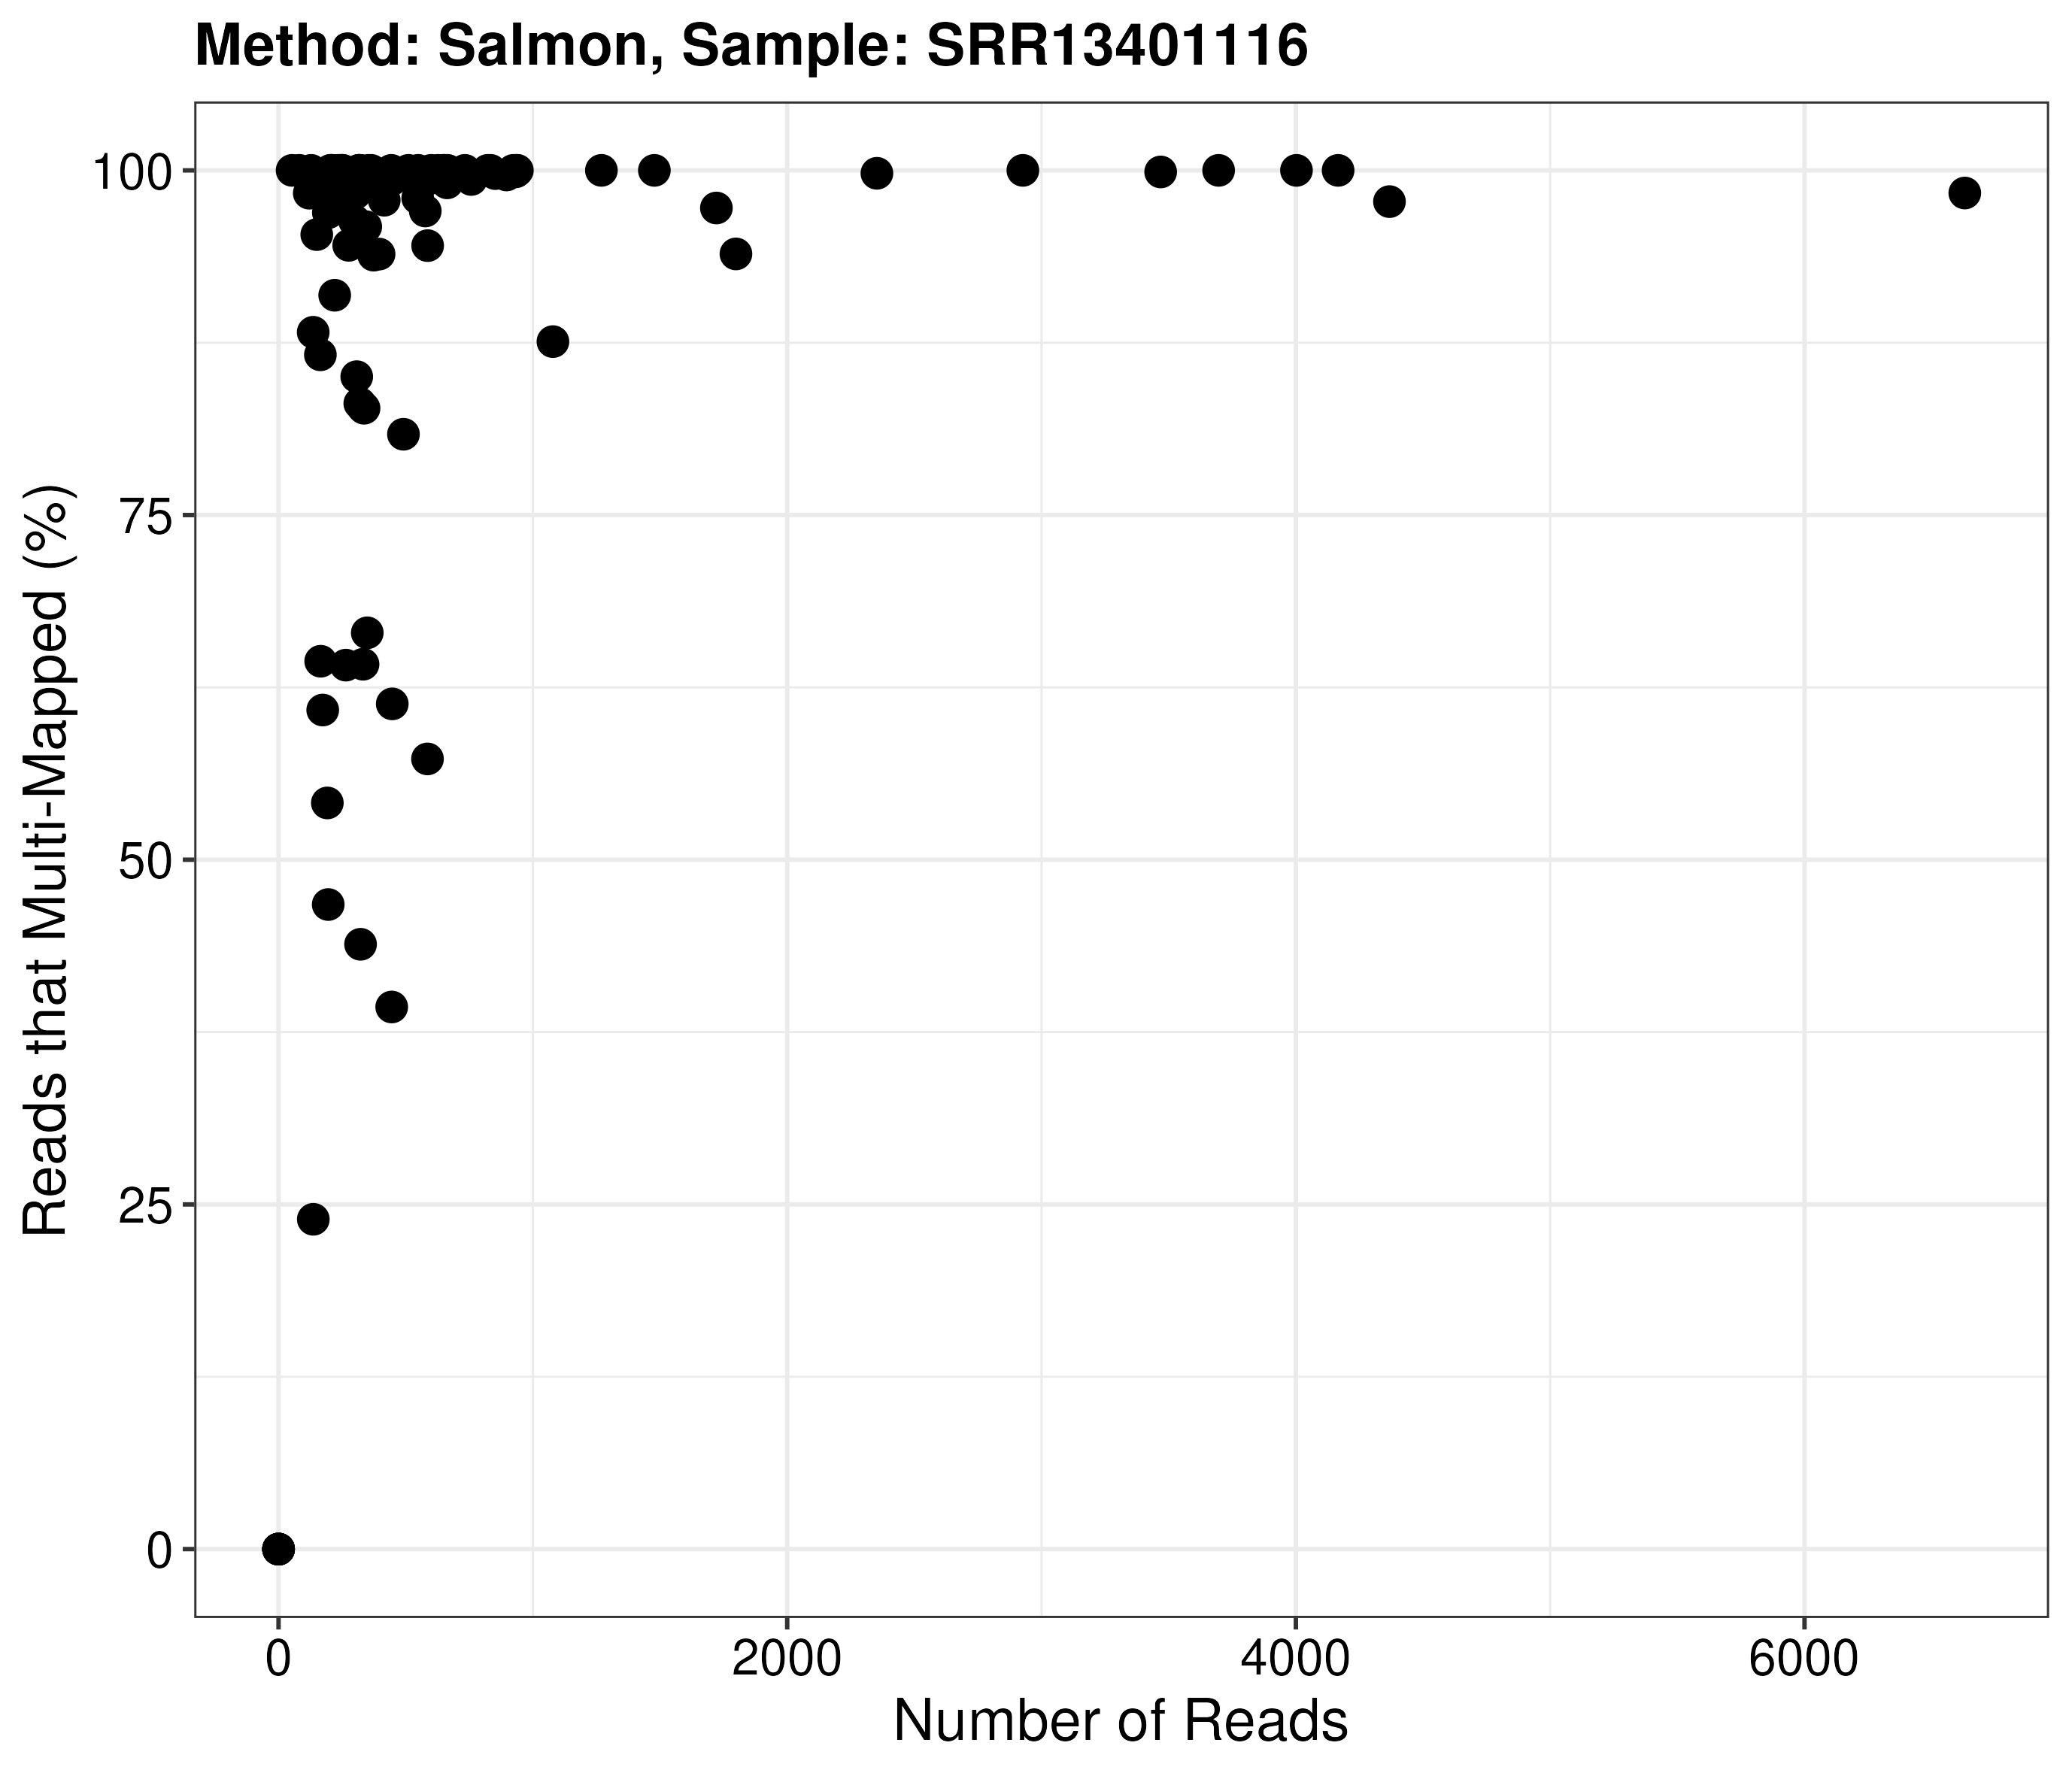 Method: Salmon, Sample: SRR13401116
Reads that Multi-Mapped (%)
100
75
50
25
0
0 2000 4000 6000
Number of Reads